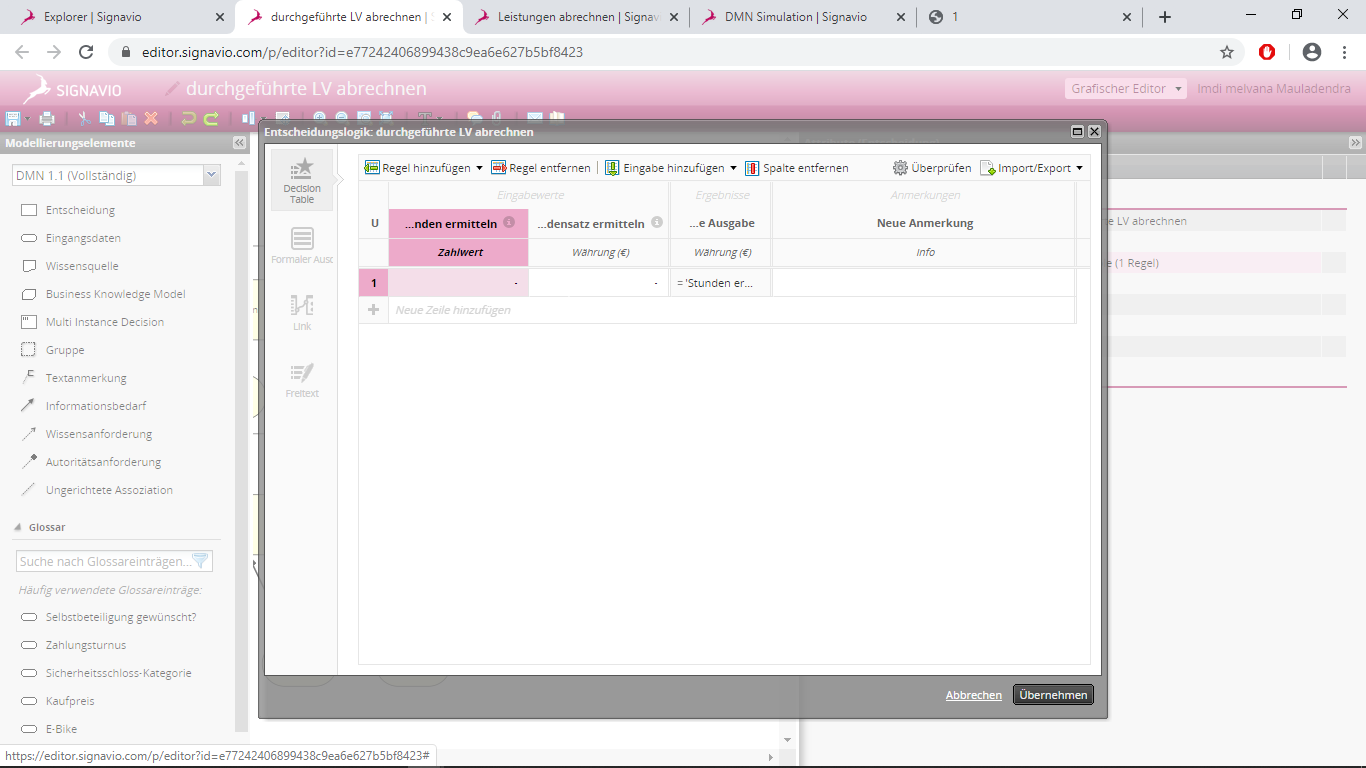 Explorer | Signavio
durchgeführte LV abrechnen | S
Leistungen abrechnen | Signav
DMN Simulation | Signavio
1
editor.signavio.com/p/editor?id=e77242406899438c9ea6e627b5bf8423
SIGNAVIO
durchgeführte LV abrechnen
Grafischer Editor
Imdi melvana Mauladendra
Modellierungselemente
DMN 1.1 (Vollständig)
Entscheidung
Eingangsdaten
Wissensquelle
Business Knowledge Model
Multi Instance Decision
Gruppe
Textanmerkung
Informationsbedarf
Wissensanforderung
Autoritätsanforderung
Ungerichtete Assoziation
Glossar
Suche nach Glossareinträgen...
Häufig verwendete Glossareinträge:
Selbstbeteiligung gewünscht?
Zahlungsturnus
Sicherheitsschloss-Kategorie
Kaufpreis
E-Bike
https://editor.signavio.com/p/editor?id=e77242406899438c9ea6e627b5bf8423#
Entscheidungslogik: durchgeführte LV abrechnen
Decision
Table
Formaler Ausd
Link
Freitext
Regel hinzufügen
Regel entfernen
Eingabe hinzufügen
Spalte entfernen
Überprüfen
Import/Export
Eingabewerte
Ergebnisse
Anmerkungen
U
...nden ermitteln
...densatz ermitteln
...e Ausgabe
Neue Anmerkung
Zahlwert
Währung (€)
Währung (€)
Info
1
-
-
= 'Stunden er...
Neue Zeile hinzufügen
Abbrechen
Übernehmen
te LV abrechnen
e (1 Regel)